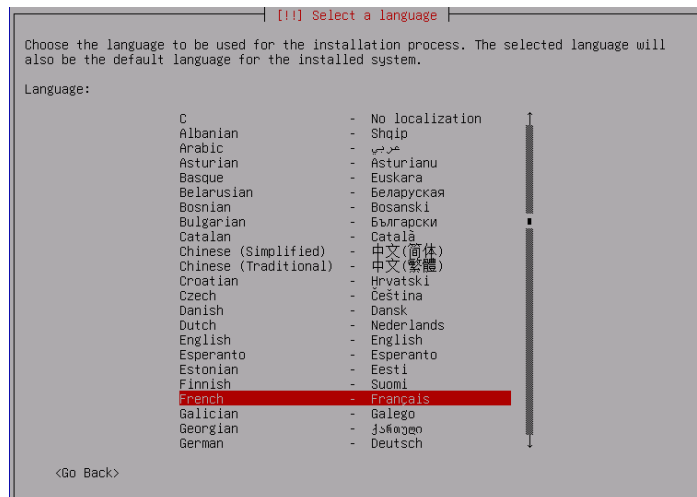 [!!] Select a language
Choose the language to be used for the installation process. The selected language will
also be the default language for the installed system.
Language:
C - No localization
Albanian - Shqip
Arabic - عربي
Asturian - Asturianu
Basque - Euskara
Belarusian - Беларуская
Bosnian - Bosanski
Bulgarian - Български
Catalan - Català
Chinese (Simplified) - 中文(简体)
Chinese (Traditional) - 中文(繁體)
Croatian - Hrvatski
Czech - Čeština
Danish - Dansk
Dutch - Nederlands
English - English
Esperanto - Esperanto
Estonian - Eesti
Finnish - Suomi
French - Français
Galician - Galego
Georgian - ქართული
German - Deutsch
<Go Back>